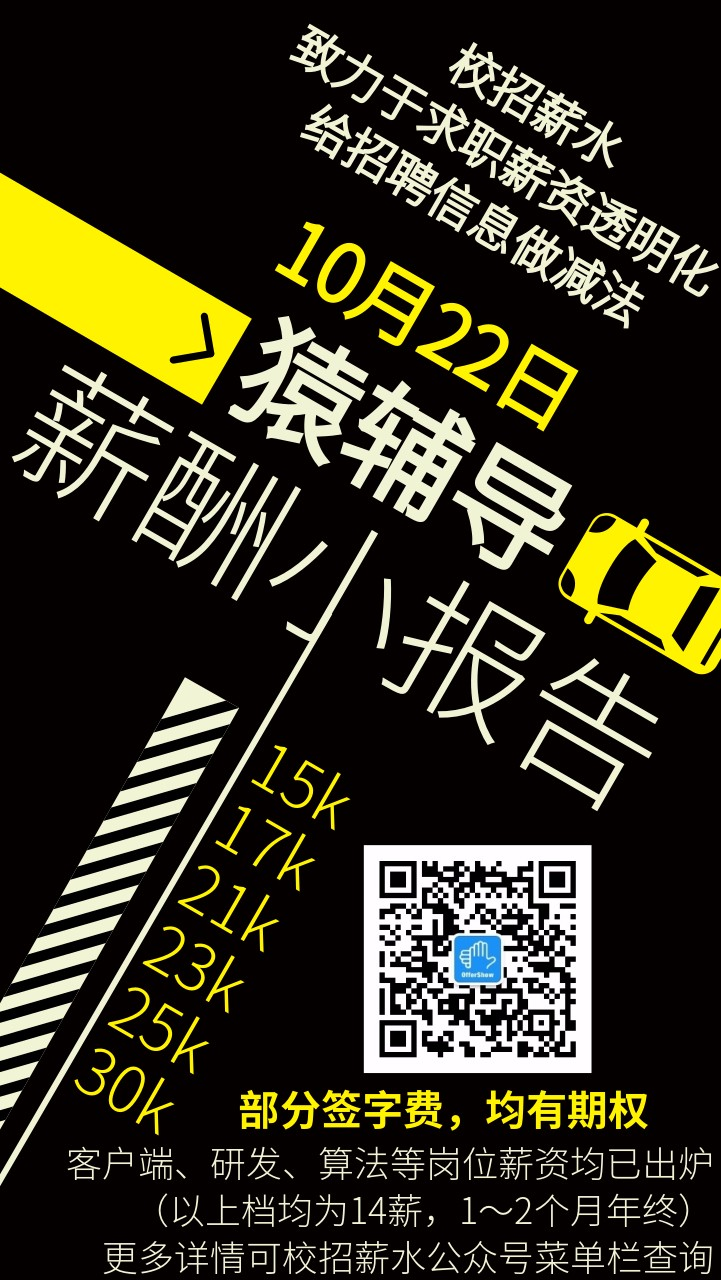 校招薪水
致力于求职薪资透明化
给招聘信息做减法
10月22日
猿辅导
薪酬小报告
15k
17k
21k
23k
25k
30k
OfferShow
部分签字费，均有期权
客户端、研发、算法等岗位薪资均已出炉
（以上档均为14薪，1～2个月年终）
更多详情可校招薪水公众号菜单栏查询